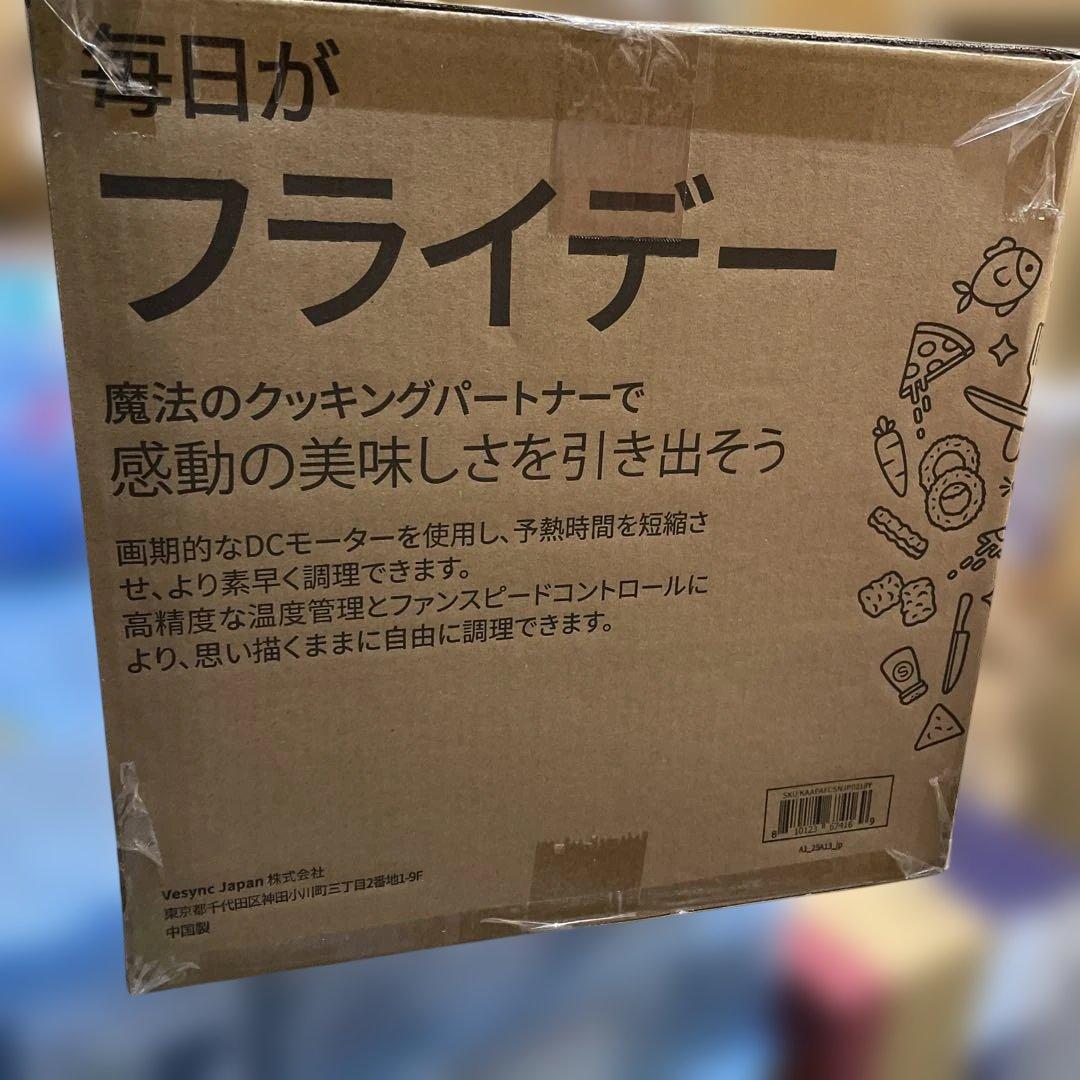 毎日が
フライデー
魔法のクッキングパートナーで
感動の美味しさを引き出そう
画期的なDCモーターを使用し、予熱時間を短縮さ
せ、より素早く調理できます。
高精度な温度管理とファンスピードコントロールに
より、思い描くままに自由に調理できます。
S
SKU:KAAPAFCSNJP0218Y
8 10123 67416 9
A1_25A13_jp
Vesync Japan 株式会社
東京都千代田区神田小川町三丁目2番地1-9F
中国製